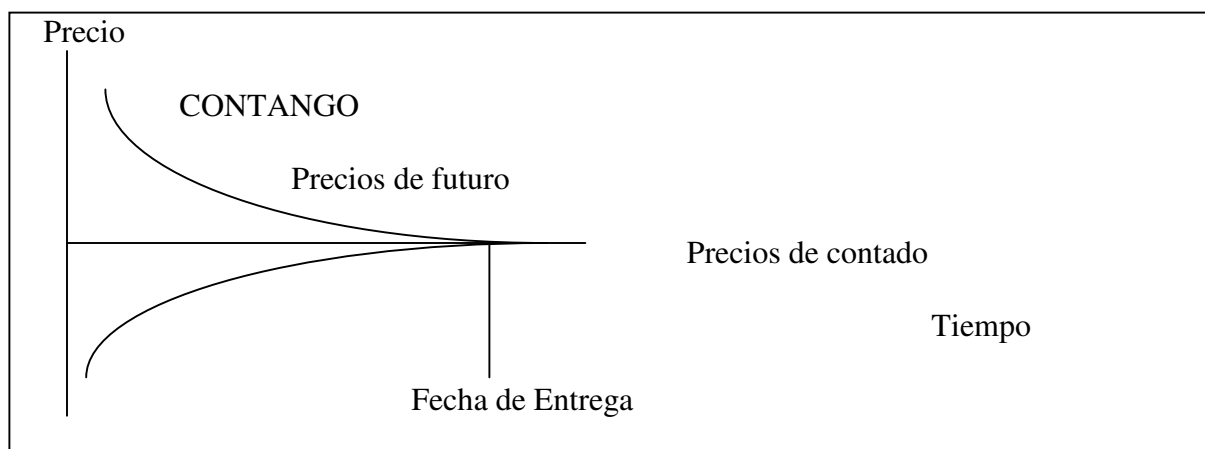 Precio
CONTANGO
Precios de futuro
Precios de contado
Tiempo
Fecha de Entrega